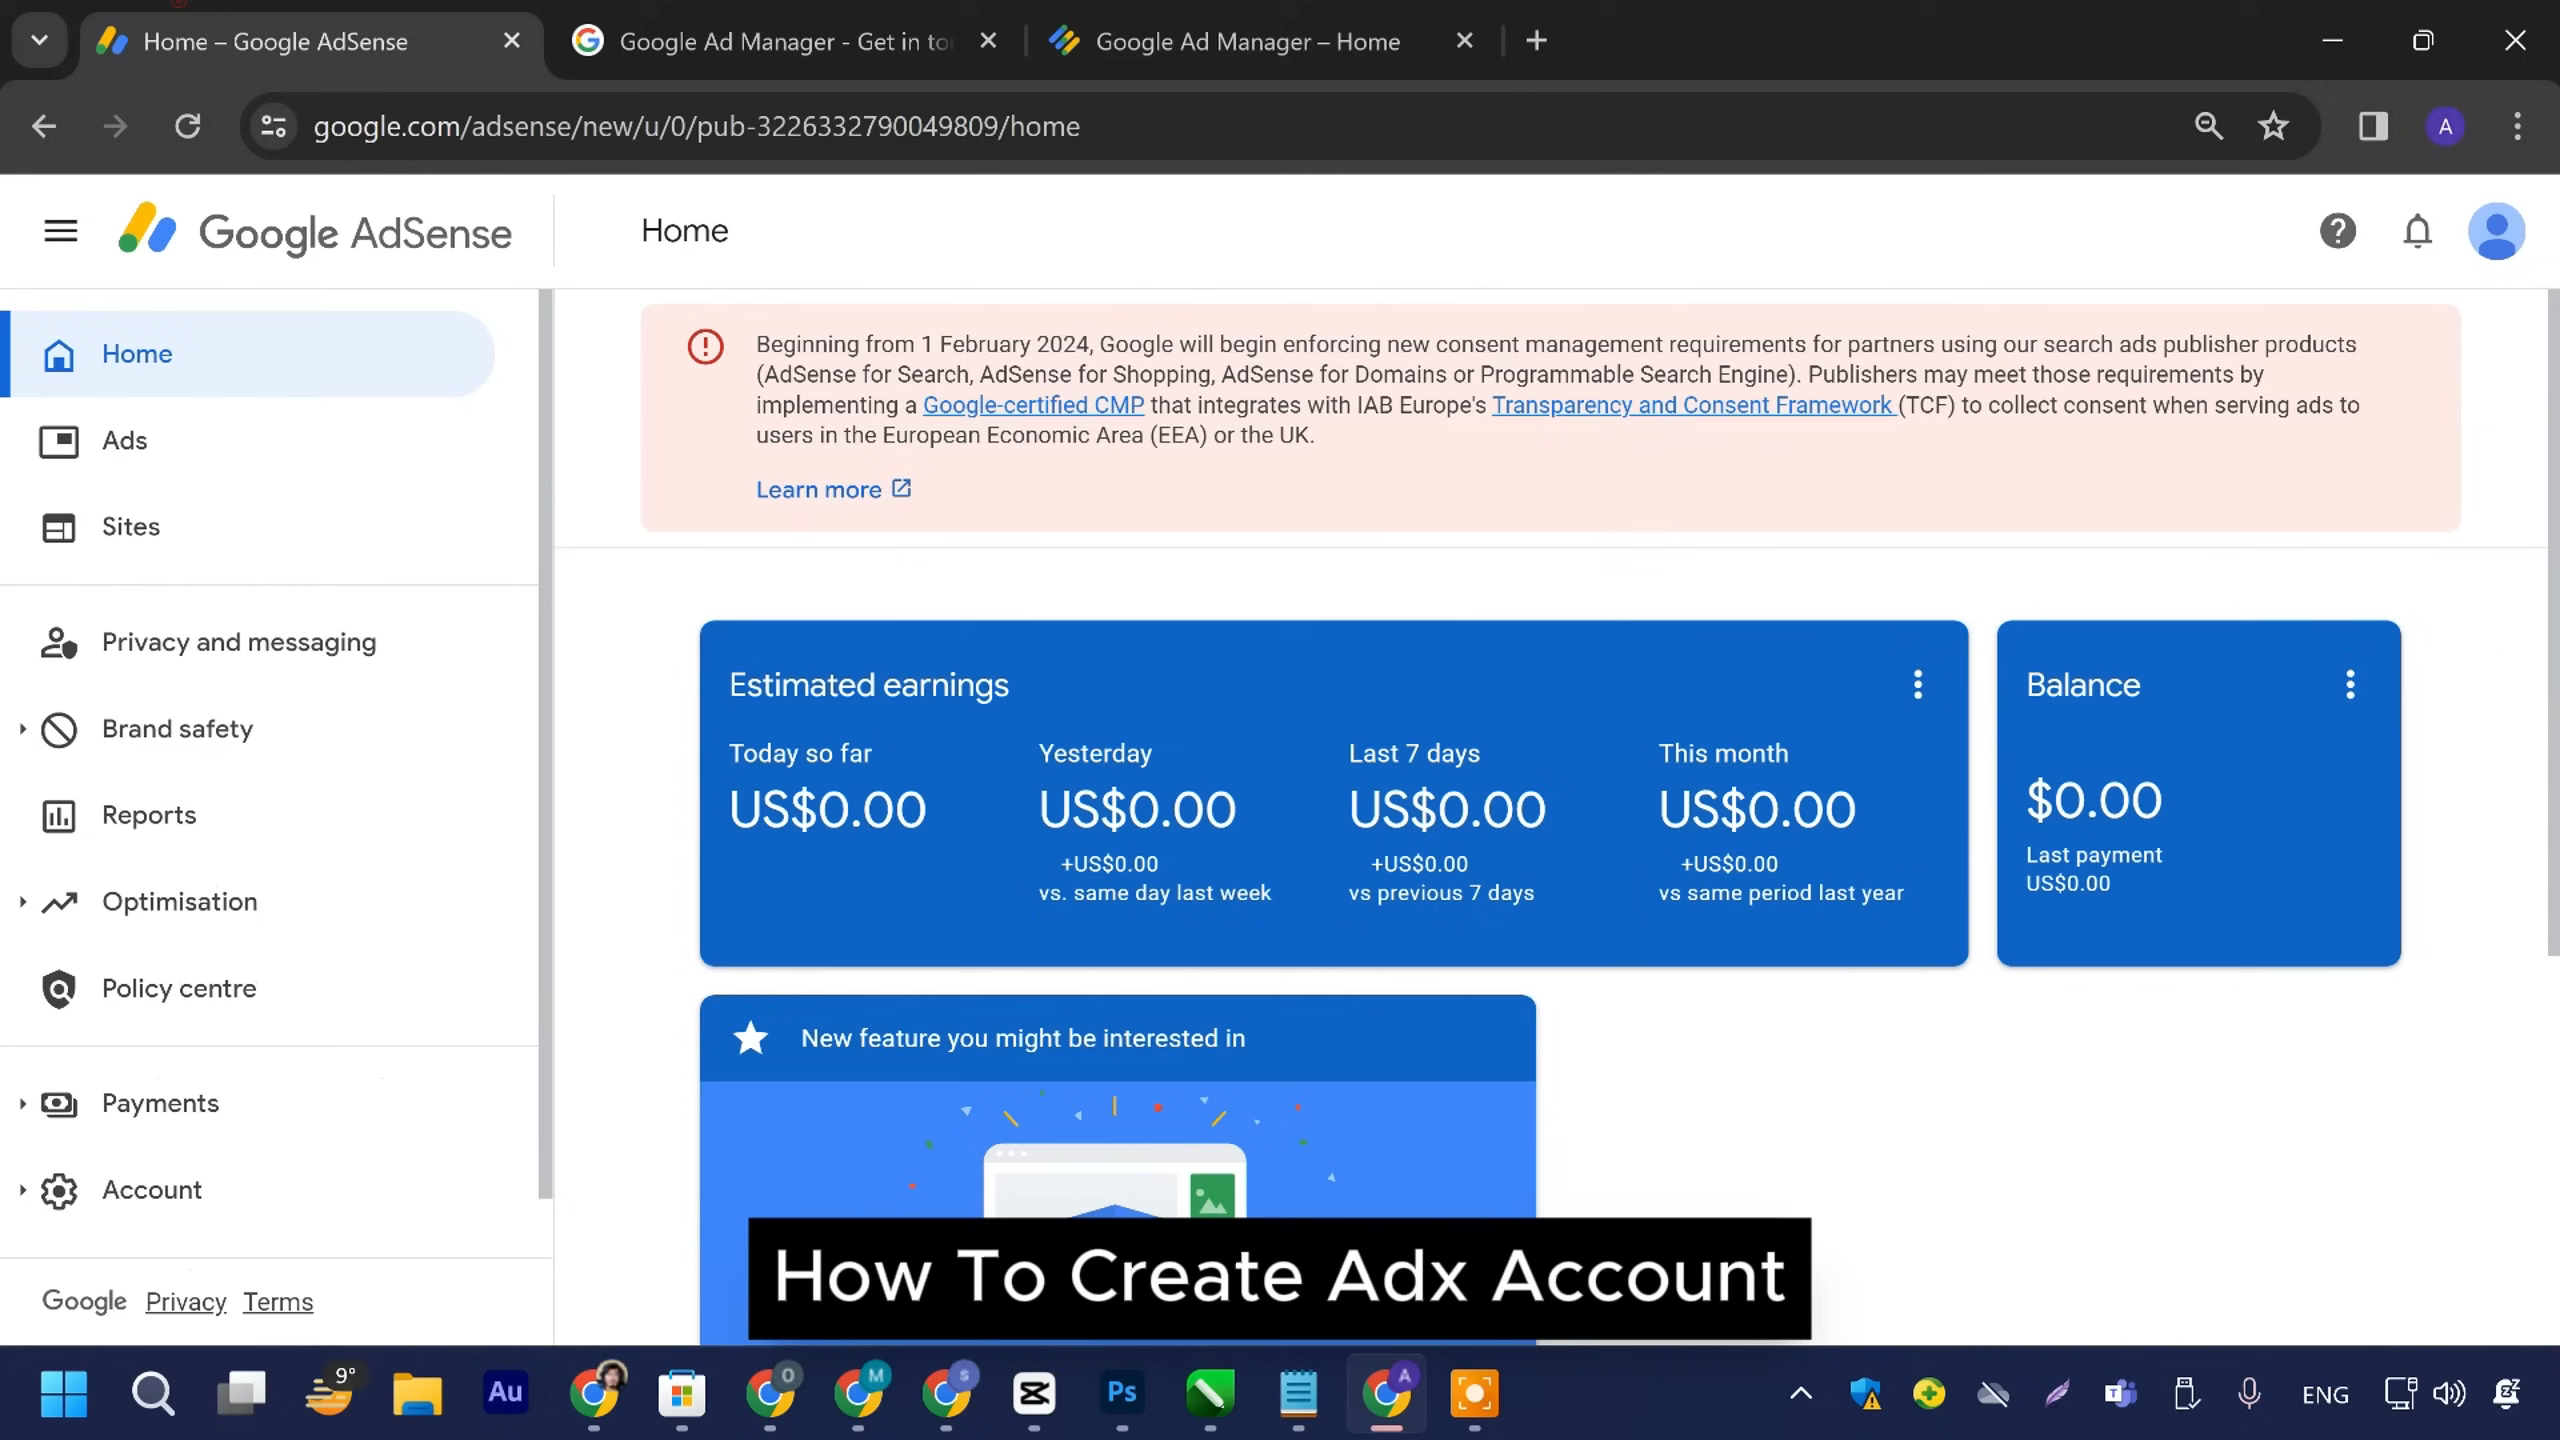 Home – Google AdSense
Google Ad Manager - Get in to
Google Ad Manager – Home
google.com/adsense/new/u/0/pub-3226332790049809/home
A
Google AdSense
Home
Home
Ads
Sites
Privacy and messaging
Brand safety
Reports
Optimisation
Policy centre
Payments
Account
Google Privacy Terms
Beginning from 1 February 2024, Google will begin enforcing new consent management requirements for partners using our search ads publisher products
(AdSense for Search, AdSense for Shopping, AdSense for Domains or Programmable Search Engine). Publishers may meet those requirements by
implementing a Google-certified CMP that integrates with IAB Europe's Transparency and Consent Framework (TCF) to collect consent when serving ads to
users in the European Economic Area (EEA) or the UK.
Learn more
Estimated earnings
Today so far
US$0.00
Yesterday
US$0.00
+US$0.00
vs. same day last week
Last 7 days
US$0.00
+US$0.00
vs previous 7 days
This month
US$0.00
+US$0.00
vs same period last year
Balance
$0.00
Last payment
US$0.00
New feature you might be interested in
How To Create Adx Account
9°
Au
O
M
S
Ps
A
ENG